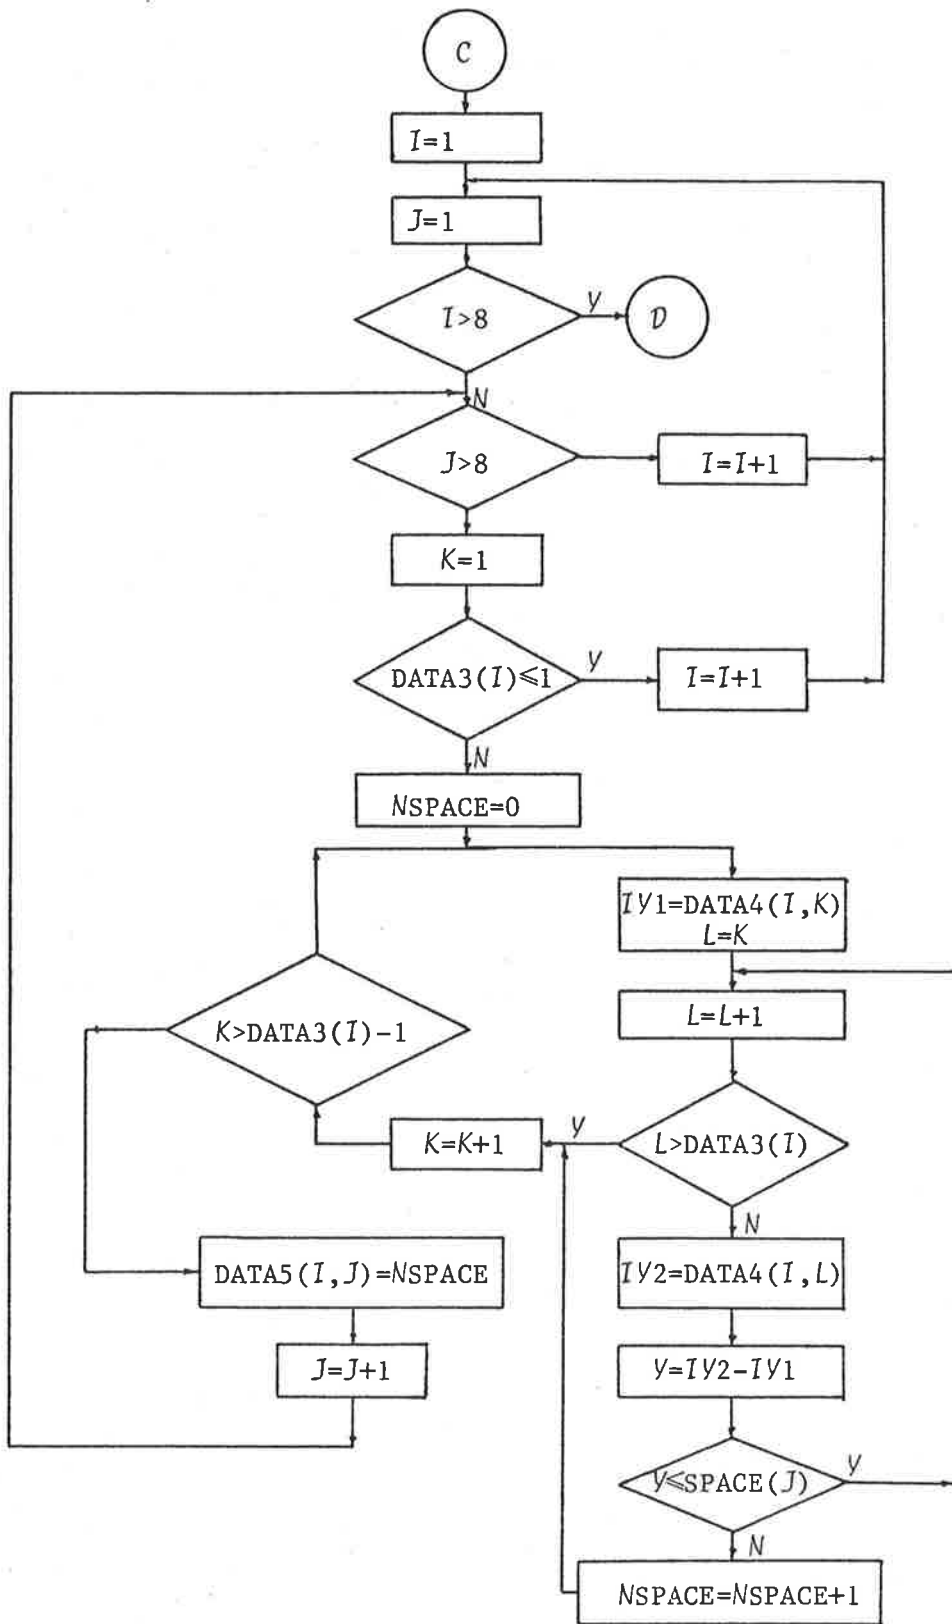 C
I=1
J=1
I>8
Y
D
N
J>8
I=I+1
K=1
DATA3(I)≤1
Y
I=I+1
N
NSPACE=0
IY1=DATA4(I,K)
L=K
L=L+1
K>DATA3(I)-1
L>DATA3(I)
Y
K=K+1
N
DATA5(I,J)=NSPACE
IY2=DATA4(I,L)
J=J+1
Y=IY2-IY1
Y≤SPACE(J)
Y
N
NSPACE=NSPACE+1